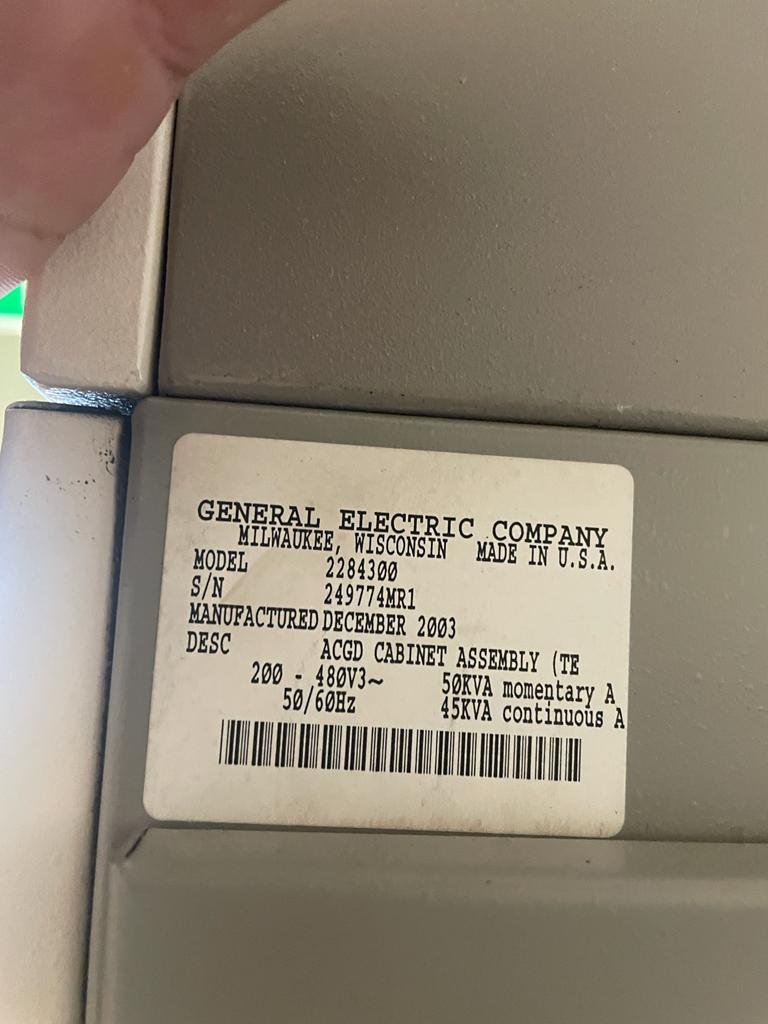 GENERAL ELECTRIC COMPANY
MILWAUKEE, WISCONSIN MADE IN U.S.A.
MODEL 2284300
S/N 249774MR1
MANUFACTURED DECEMBER 2003
DESC ACGD CABINET ASSEMBLY (TE
200 - 480V3~ 50KVA momentary A
50/60Hz 45KVA continuous A